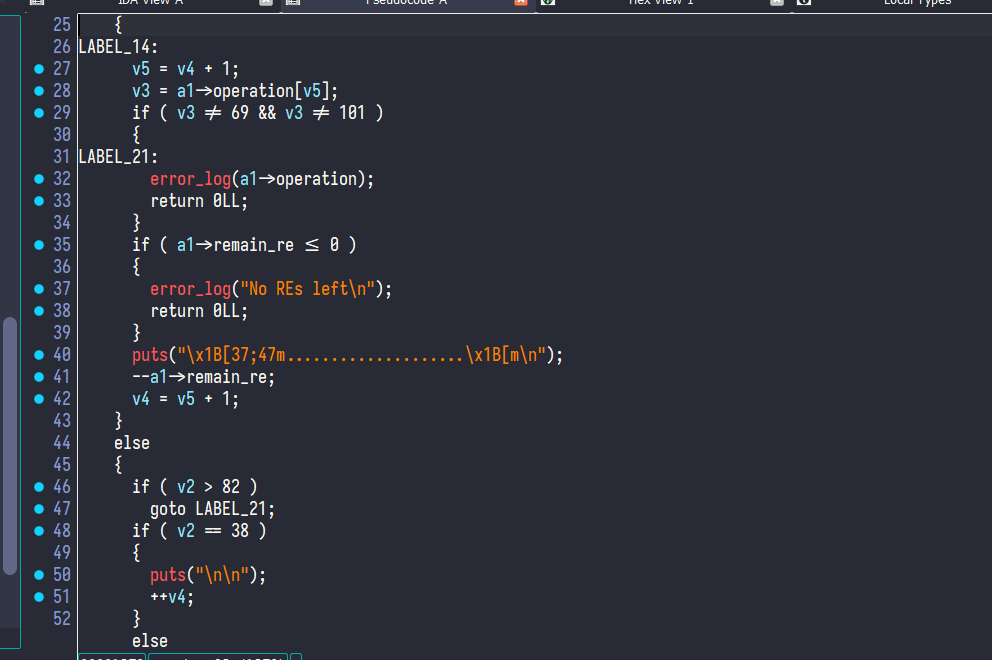 IDA View-A Pseudocode-A Hex View-1 Local Types
25 {
26 LABEL_14:
27 v5 = v4 + 1;
28 v3 = a1->operation[v5];
29 if ( v3 ≠ 69 && v3 ≠ 101 )
30 {
31 LABEL_21:
32 error_log(a1->operation);
33 return 0LL;
34 }
35 if ( a1->remain_re ≤ 0 )
36 {
37 error_log("No REs left\n");
38 return 0LL;
39 }
40 puts("\x1B[37;47m....................\x1B[m\n");
41 --a1->remain_re;
42 v4 = v5 + 1;
43 }
44 else
45 {
46 if ( v2 > 82 )
47 goto LABEL_21;
48 if ( v2 == 38 )
49 {
50 puts("\n\n");
51 ++v4;
52 }
else